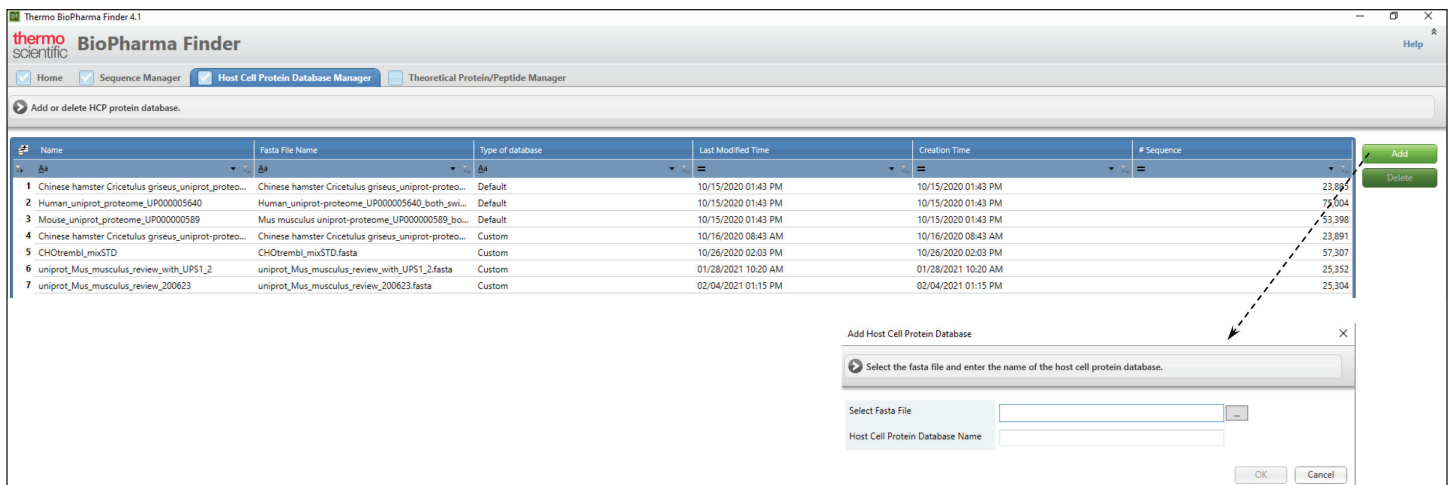 Thermo BioPharma Finder 4.1
thermo scientific BioPharma Finder
Help
Home Sequence Manager Host Cell Protein Database Manager Theoretical Protein/Peptide Manager
Add or delete HCP protein database.
Name Fasta File Name Type of database Last Modified Time Creation Time # Sequence
Aa Aa Aa = = =
1 Chinese hamster Cricetulus griseus_uniprot_proteo... Chinese hamster Cricetulus griseus_uniprot-proteo... Default 10/15/2020 01:43 PM 10/15/2020 01:43 PM 23,885
2 Human_uniprot_proteome_UP000005640 Human_uniprot-proteome_UP000005640_both_swi... Default 10/15/2020 01:43 PM 10/15/2020 01:43 PM 75,004
3 Mouse_uniprot_proteome_UP000000589 Mus musculus uniprot-proteome_UP000000589_bo... Default 10/15/2020 01:43 PM 10/15/2020 01:43 PM 53,398
4 Chinese hamster Cricetulus griseus_uniprot-proteo... Chinese hamster Cricetulus griseus_uniprot-proteo... Custom 10/16/2020 08:43 AM 10/16/2020 08:43 AM 23,891
5 CHOtrembl_mixSTD CHOtrembl_mixSTD.fasta Custom 10/26/2020 02:03 PM 10/26/2020 02:03 PM 57,307
6 uniprot_Mus_musculus_review_with_UPS1_2 uniprot_Mus_musculus_review_with_UPS1_2.fasta Custom 01/28/2021 10:20 AM 01/28/2021 10:20 AM 25,352
7 uniprot_Mus_musculus_review_200623 uniprot_Mus_musculus_review_200623.fasta Custom 02/04/2021 01:15 PM 02/04/2021 01:15 PM 25,304
Add
Delete
Add Host Cell Protein Database
Select the fasta file and enter the name of the host cell protein database.
Select Fasta File ...
Host Cell Protein Database Name
OK Cancel